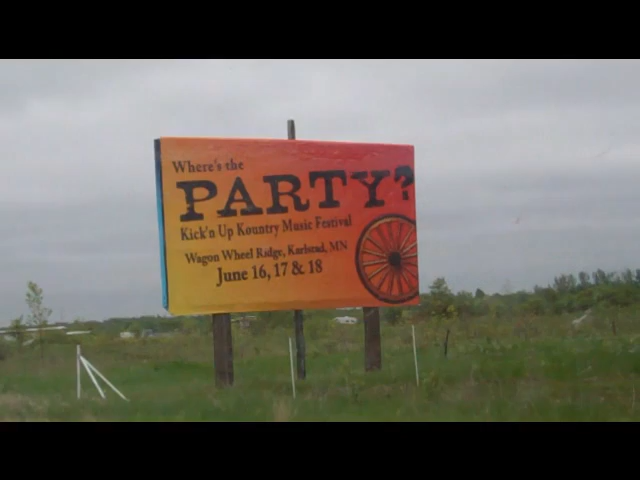 Where's the
PARTY?
Kick'n Up Kountry Music Festival
Wagon Wheel Ridge, Karlstad, MN
June 16, 17 & 18